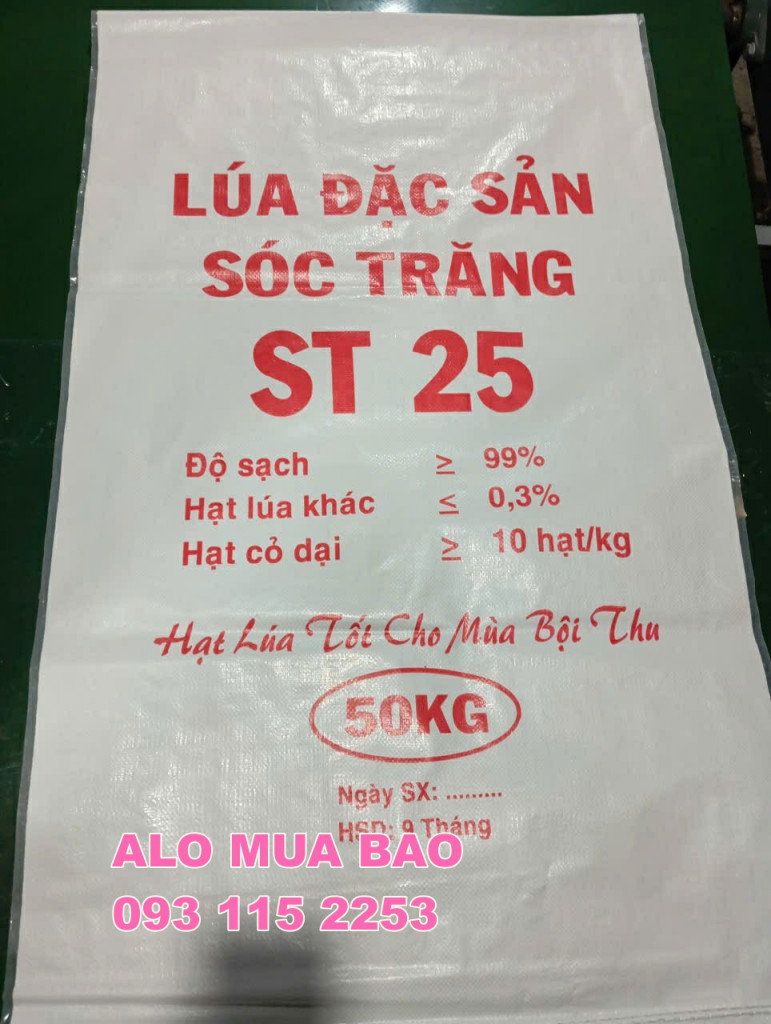 LÚA ĐẶC SẢN
SÓC TRĂNG
ST 25
Độ sạch ≥ 99%
Hạt lúa khác ≤ 0,3%
Hạt cỏ dại ≥ 10 hạt/kg
Hạt Lúa Tốt Cho Mùa Bội Thu
50KG
Ngày SX: .........
HSD: 9 Tháng
ALO MUA BAO
093 115 2253